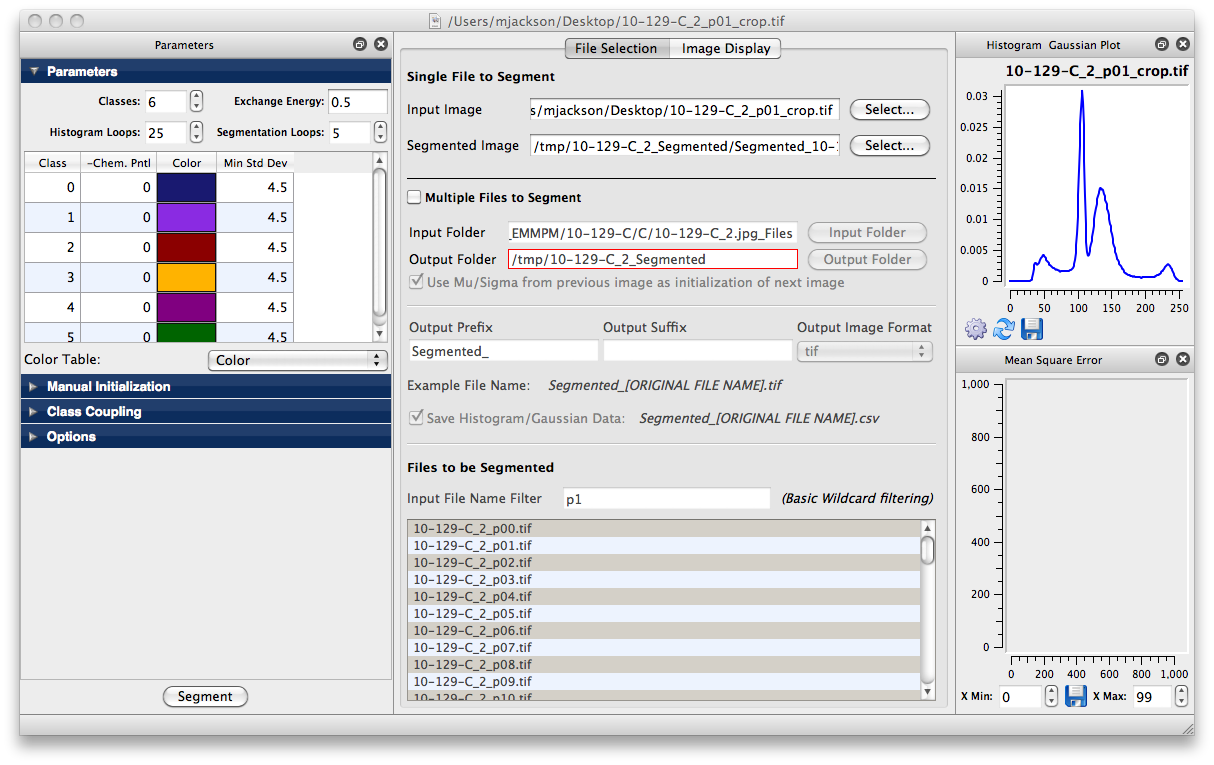 /Users/mjackson/Desktop/10-129-C_2_p01_crop.tif
Parameters
Parameters
Classes: 6 Exchange Energy: 0.5
Histogram Loops: 25 Segmentation Loops: 5
Class ~Chem. Pntl Color Min Std Dev
0 0 4.5
1 0 4.5
2 0 4.5
3 0 4.5
4 0 4.5
5 0 4.5
Color Table: Color
Manual Initialization
Class Coupling
Options
Segment
File Selection Image Display
Single File to Segment
Input Image s/mjackson/Desktop/10-129-C_2_p01_crop.tif Select...
Segmented Image /tmp/10-129-C_2_Segmented/Segmented_10- Select...
Multiple Files to Segment
Input Folder _EMMPM/10-129-C/C/10-129-C_2.jpg_Files Input Folder
Output Folder /tmp/10-129-C_2_Segmented Output Folder
Use Mu/Sigma from previous image as initialization of next image
Output Prefix Output Suffix Output Image Format
Segmented_ tif
Example File Name: Segmented_[ORIGINAL FILE NAME].tif
Save Histogram/Gaussian Data: Segmented_[ORIGINAL FILE NAME].csv
Files to be Segmented
Input File Name Filter p1 (Basic Wildcard filtering)
10-129-C_2_p00.tif
10-129-C_2_p01.tif
10-129-C_2_p02.tif
10-129-C_2_p03.tif
10-129-C_2_p04.tif
10-129-C_2_p05.tif
10-129-C_2_p06.tif
10-129-C_2_p07.tif
10-129-C_2_p08.tif
10-129-C_2_p09.tif
10-129-C_2_p10.tif
Histogram Gaussian Plot
10-129-C_2_p01_crop.tif
0.03
0.025
0.02
0.015
0.01
0.005
0
0 50 100 150 200 250
Mean Square Error
1,000
800
600
400
200
0
0 200 400 600 800 1,000
X Min: 0 X Max: 99